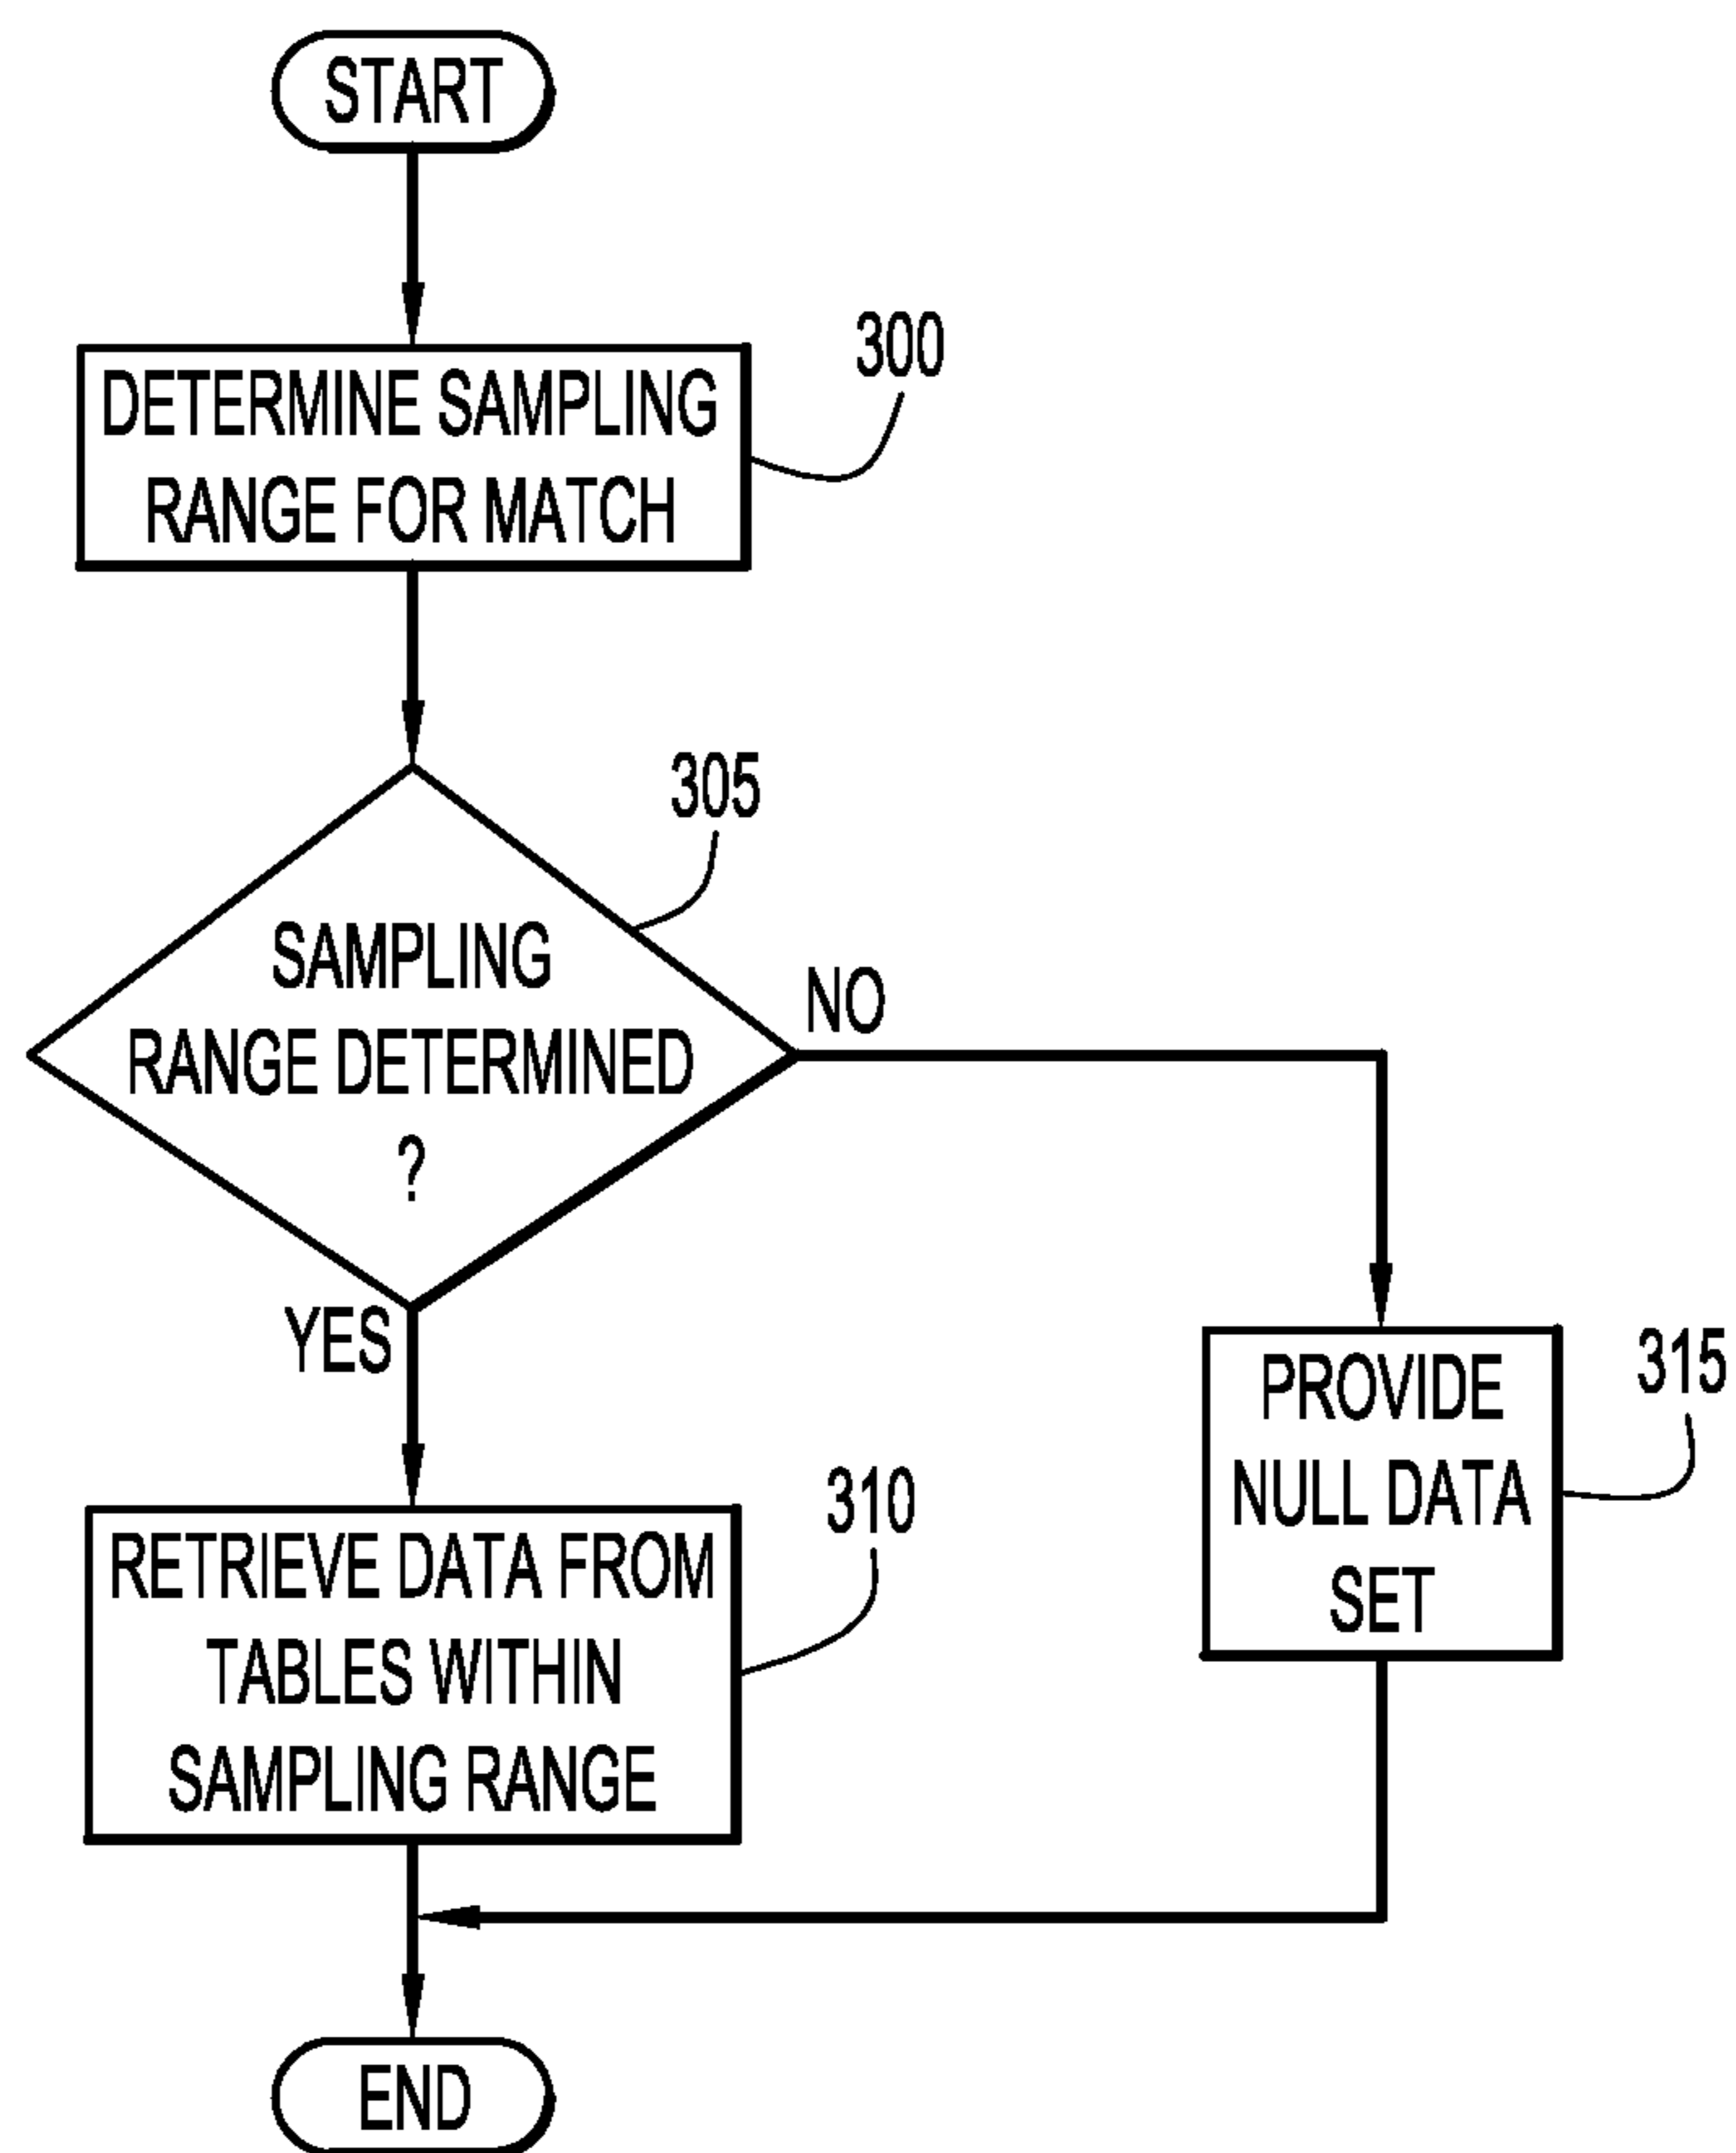 START
300
DETERMINE SAMPLING
RANGE FOR MATCH
305
SAMPLING
RANGE DETERMINED
?
NO
YES
310
RETRIEVE DATA FROM
TABLES WITHIN
SAMPLING RANGE
315
PROVIDE
NULL DATA
SET
END